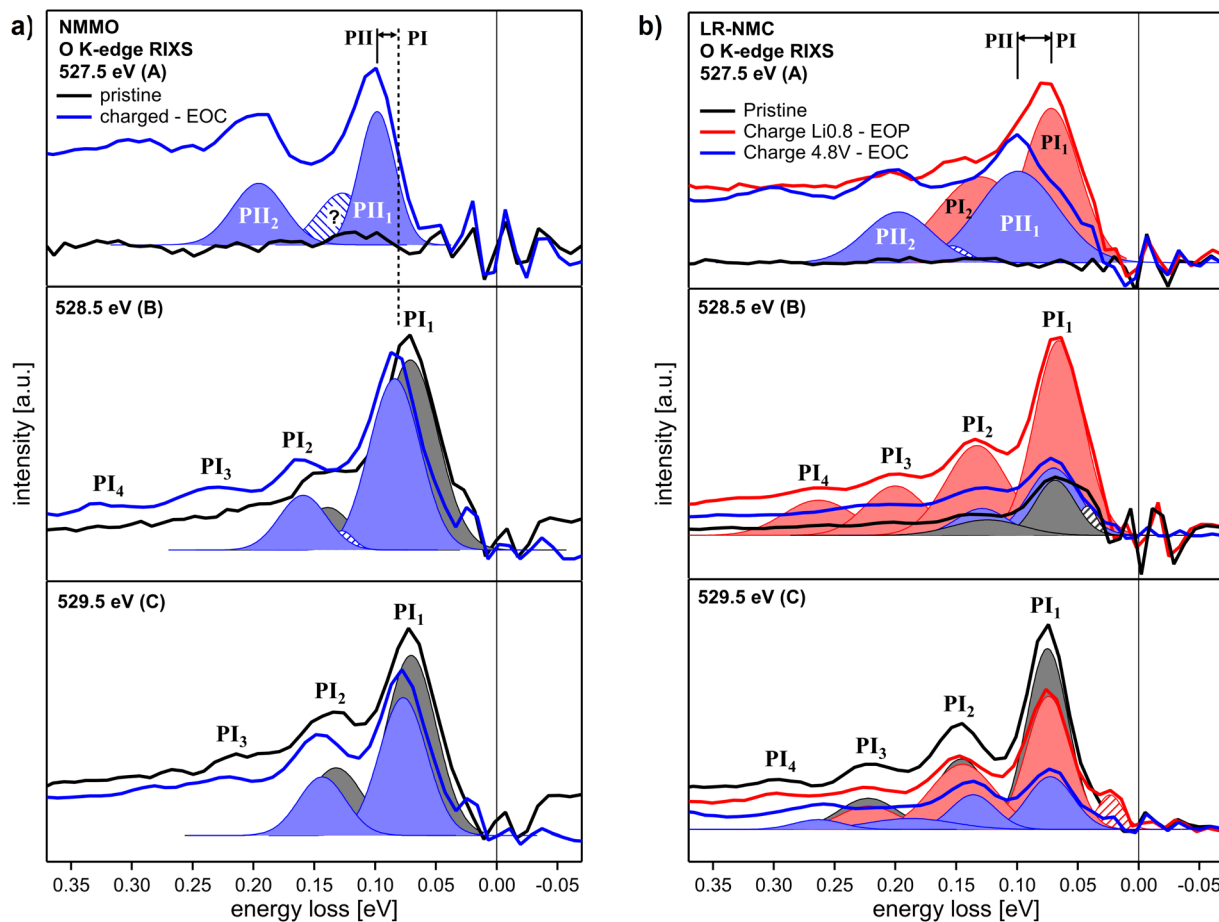 a)
NMMO
O K-edge RIXS
527.5 eV (A)
pristine
charged - EOC
PII PI
PII₂
?
PII₁
528.5 eV (B)
PI₁
PI₂
PI₃
PI₄
529.5 eV (C)
PI₁
PI₂
PI₃
intensity [a.u.]
0.35 0.30 0.25 0.20 0.15 0.10 0.05 0.00 -0.05
energy loss [eV]
b)
LR-NMC
O K-edge RIXS
527.5 eV (A)
Pristine
Charge Li0.8 - EOP
Charge 4.8V - EOC
PII PI
PI₁
PI₂
PII₂
PII₁
528.5 eV (B)
PI₁
PI₂
PI₃
PI₄
529.5 eV (C)
PI₁
PI₂
PI₃
PI₄
intensity [a.u.]
0.35 0.30 0.25 0.20 0.15 0.10 0.05 0.00 -0.05
energy loss [eV]